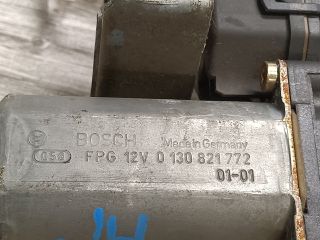 BOSCH Made in Germany
FPG 12V 0 130 821 772
01-01